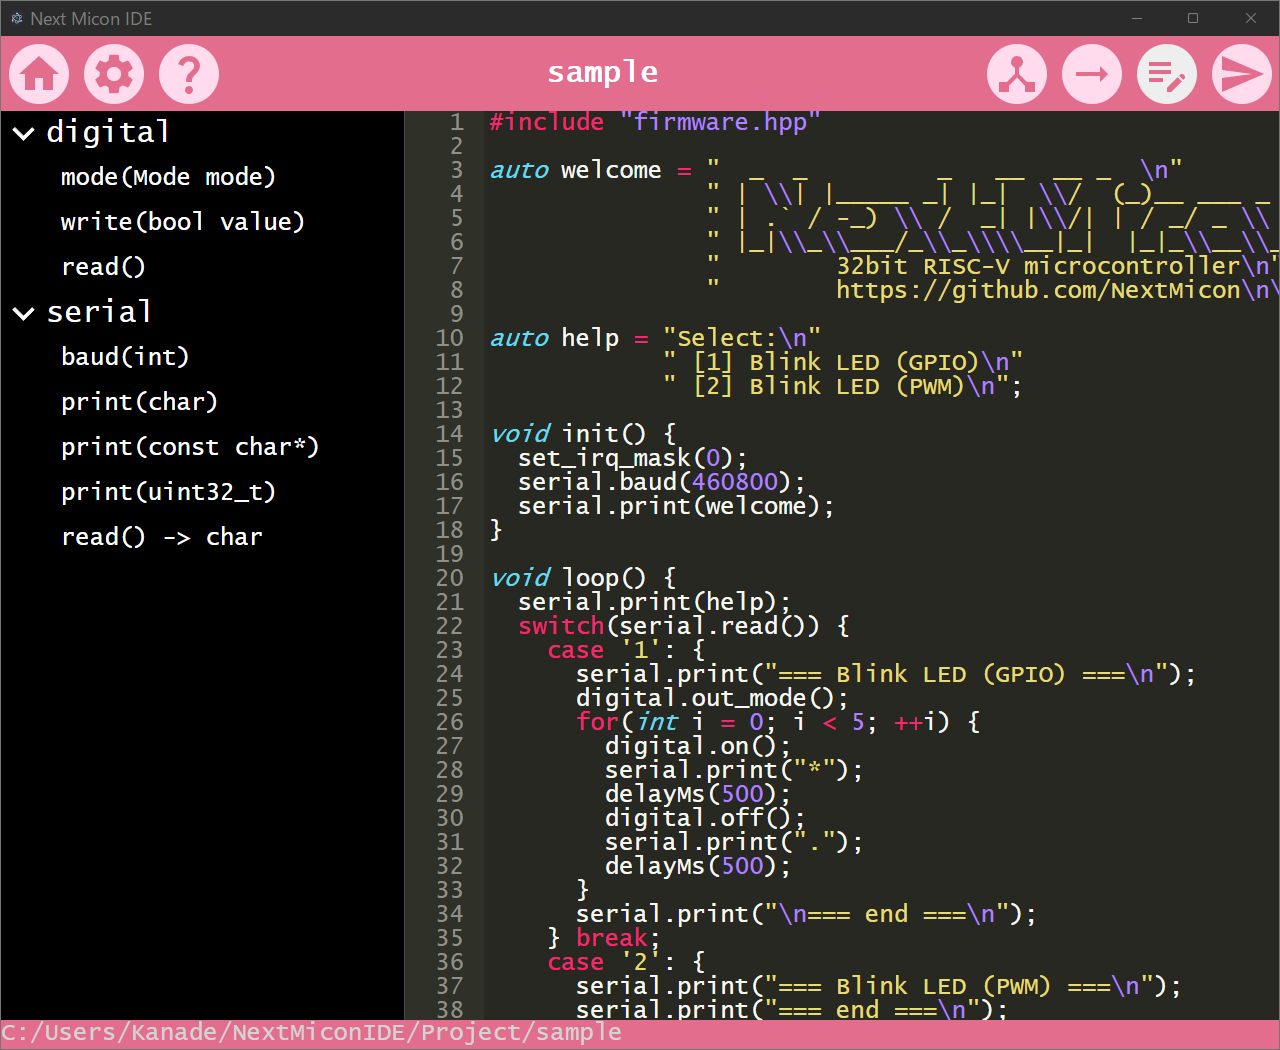 Next Micon IDE
sample
digital
mode(Mode mode)
write(bool value)
read()
serial
baud(int)
print(char)
print(const char*)
print(uint32_t)
read() -> char
1 #include "firmware.hpp"
2
3 auto welcome = "  _  _         _   __  __ _  \n"
4 " | \\| |_____ _| |_|  \\/  (_)__ ___ _
5 " | .` / -_) \\ /  _| |\\/| | / _/ _ \\
6 " |_|\\_\\___/_\\_\\\\__|_|  |_|_\\__\\_
7 "        32bit RISC-V microcontroller\n"
8 "        https://github.com/NextMicon\n\
9
10 auto help = "Select:\n"
11 " [1] Blink LED (GPIO)\n"
12 " [2] Blink LED (PWM)\n";
13
14 void init() {
15   set_irq_mask(0);
16   serial.baud(460800);
17   serial.print(welcome);
18 }
19
20 void loop() {
21   serial.print(help);
22   switch(serial.read()) {
23     case '1': {
24       serial.print("=== Blink LED (GPIO) ===\n");
25       digital.out_mode();
26       for(int i = 0; i < 5; ++i) {
27         digital.on();
28         serial.print("*");
29         delayMs(500);
30         digital.off();
31         serial.print(".");
32         delayMs(500);
33       }
34       serial.print("\n=== end ===\n");
35     } break;
36     case '2': {
37       serial.print("=== Blink LED (PWM) ===\n");
38       serial.print("=== end ===\n");
C:/Users/Kanade/NextMiconIDE/Project/sample